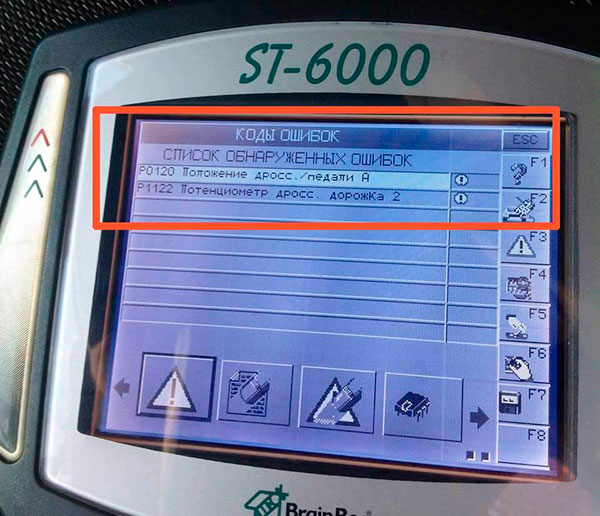 ST-6000
КОДЫ ОШИБОК
ESC
СПИСОК ОБНАРУЖЕННЫХ ОШИБОК
F1
P0120 Положение дросс./педали A
P1122 Потенциометр дросс. дорожКа 2
F2
F3
F4
F5
F6
F7
F8